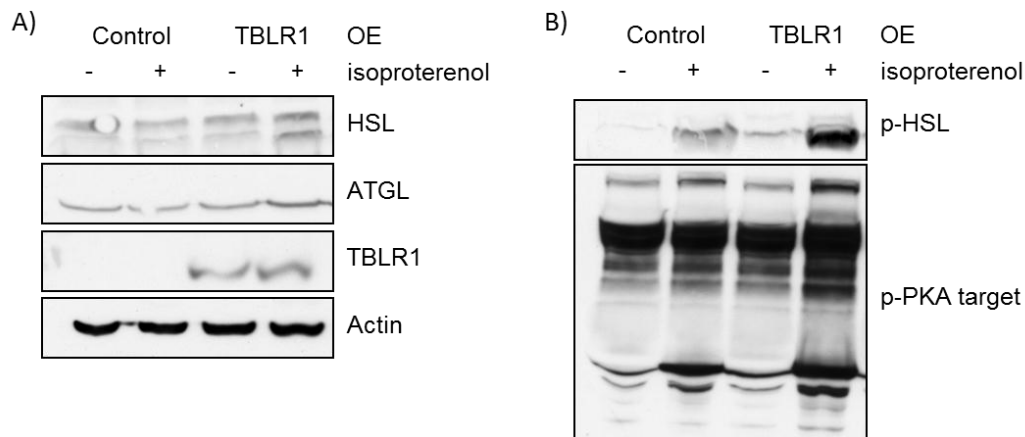 A)
Control TBLR1 OE
- + - + isoproterenol
HSL
ATGL
TBLR1
Actin
B)
Control TBLR1 OE
- + - + isoproterenol
p-HSL
p-PKA target